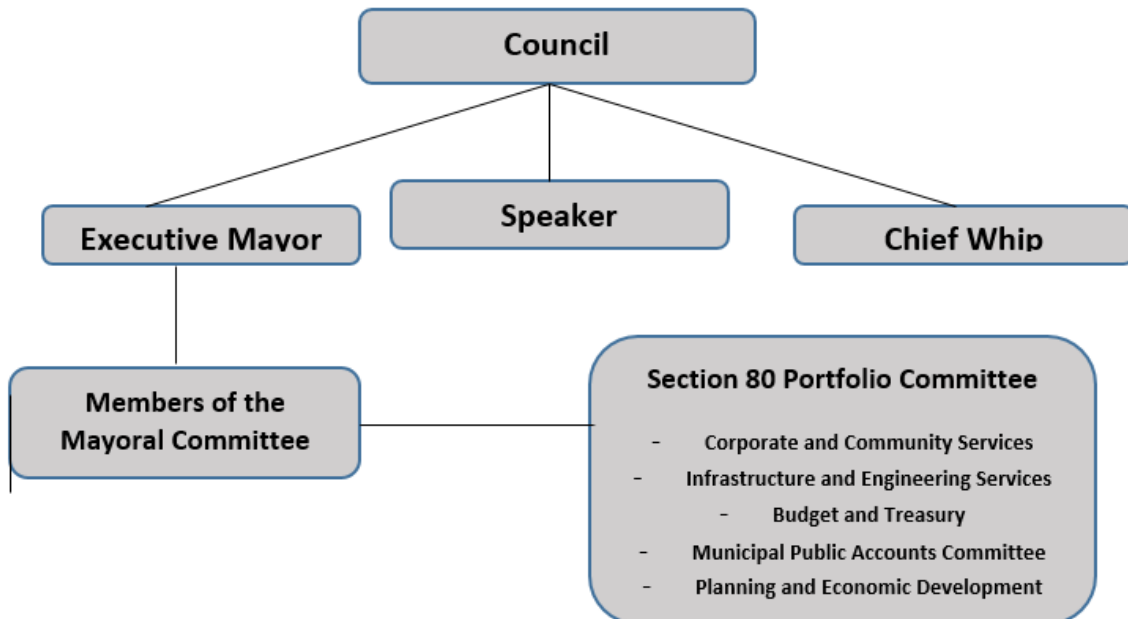 Council
Executive Mayor
Speaker
Chief Whip
Members of the
Mayoral Committee
Section 80 Portfolio Committee
- Corporate and Community Services
- Infrastructure and Engineering Services
- Budget and Treasury
- Municipal Public Accounts Committee
- Planning and Economic Development